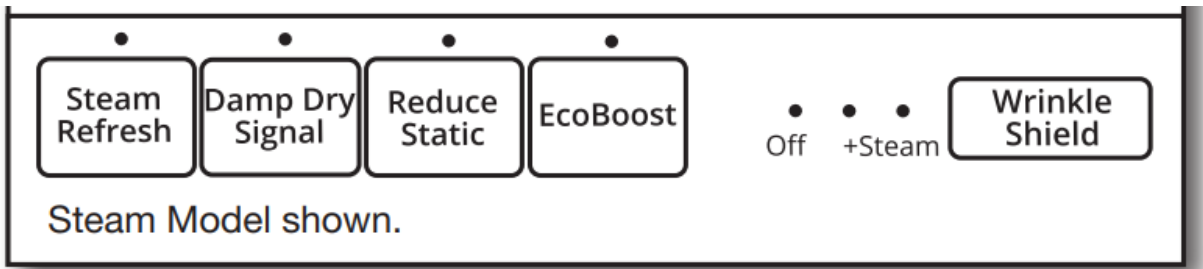 Steam
Refresh
Damp Dry
Signal
Reduce
Static
EcoBoost
Off
+Steam
Wrinkle
Shield
Steam Model shown.